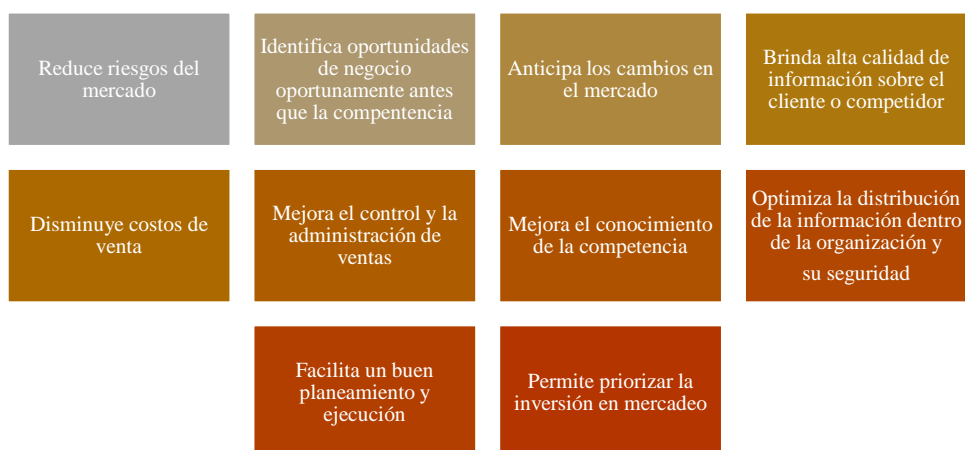 Reduce riesgos del
mercado
Identifica oportunidades
de negocio
oportunamente antes
que la compentencia
Anticipa los cambios en
el mercado
Brinda alta calidad de
información sobre el
cliente o competidor
Disminuye costos de
venta
Mejora el control y la
administración de
ventas
Mejora el conocimiento
de la competencia
Optimiza la distribución
de la información dentro
de la organización y
su seguridad
Facilita un buen
planeamiento y
ejecución
Permite priorizar la
inversión en mercadeo